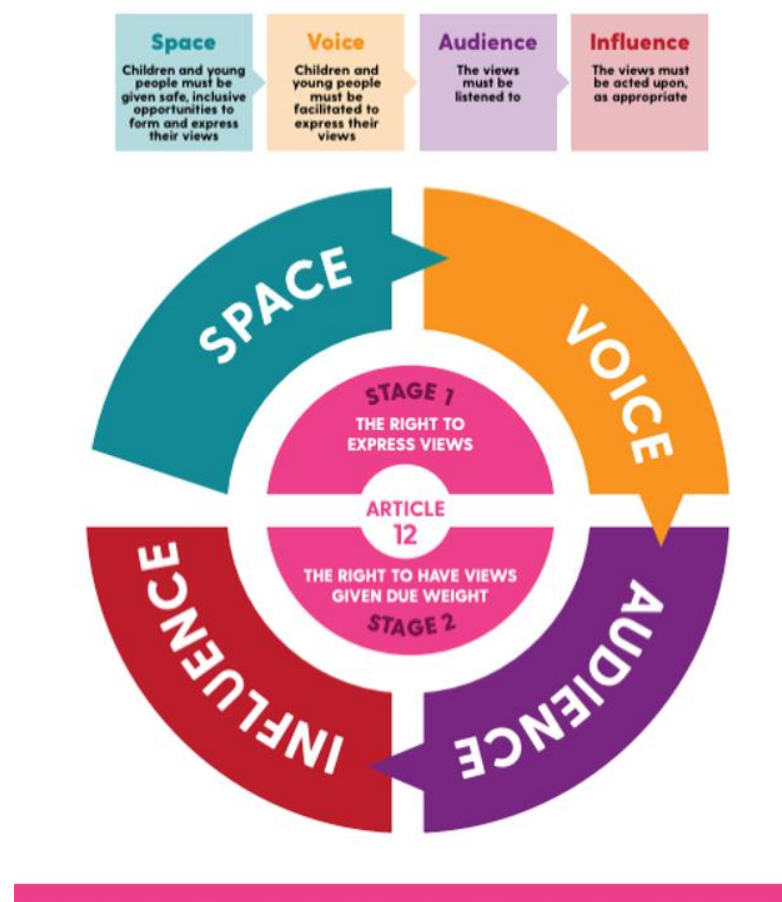 Space
Children and young
people must be
given safe, inclusive
opportunities to
form and express
their views
Voice
Children and
young people
must be
facilitated to
express their
views
Audience
The views
must be
listened to
Influence
The views must
be acted upon,
as appropriate
SPACE
VOICE
STAGE 1
THE RIGHT TO
EXPRESS VIEWS
ARTICLE
12
THE RIGHT TO HAVE VIEWS
GIVEN DUE WEIGHT
STAGE 2
AUDIENCE
INFLUENCE